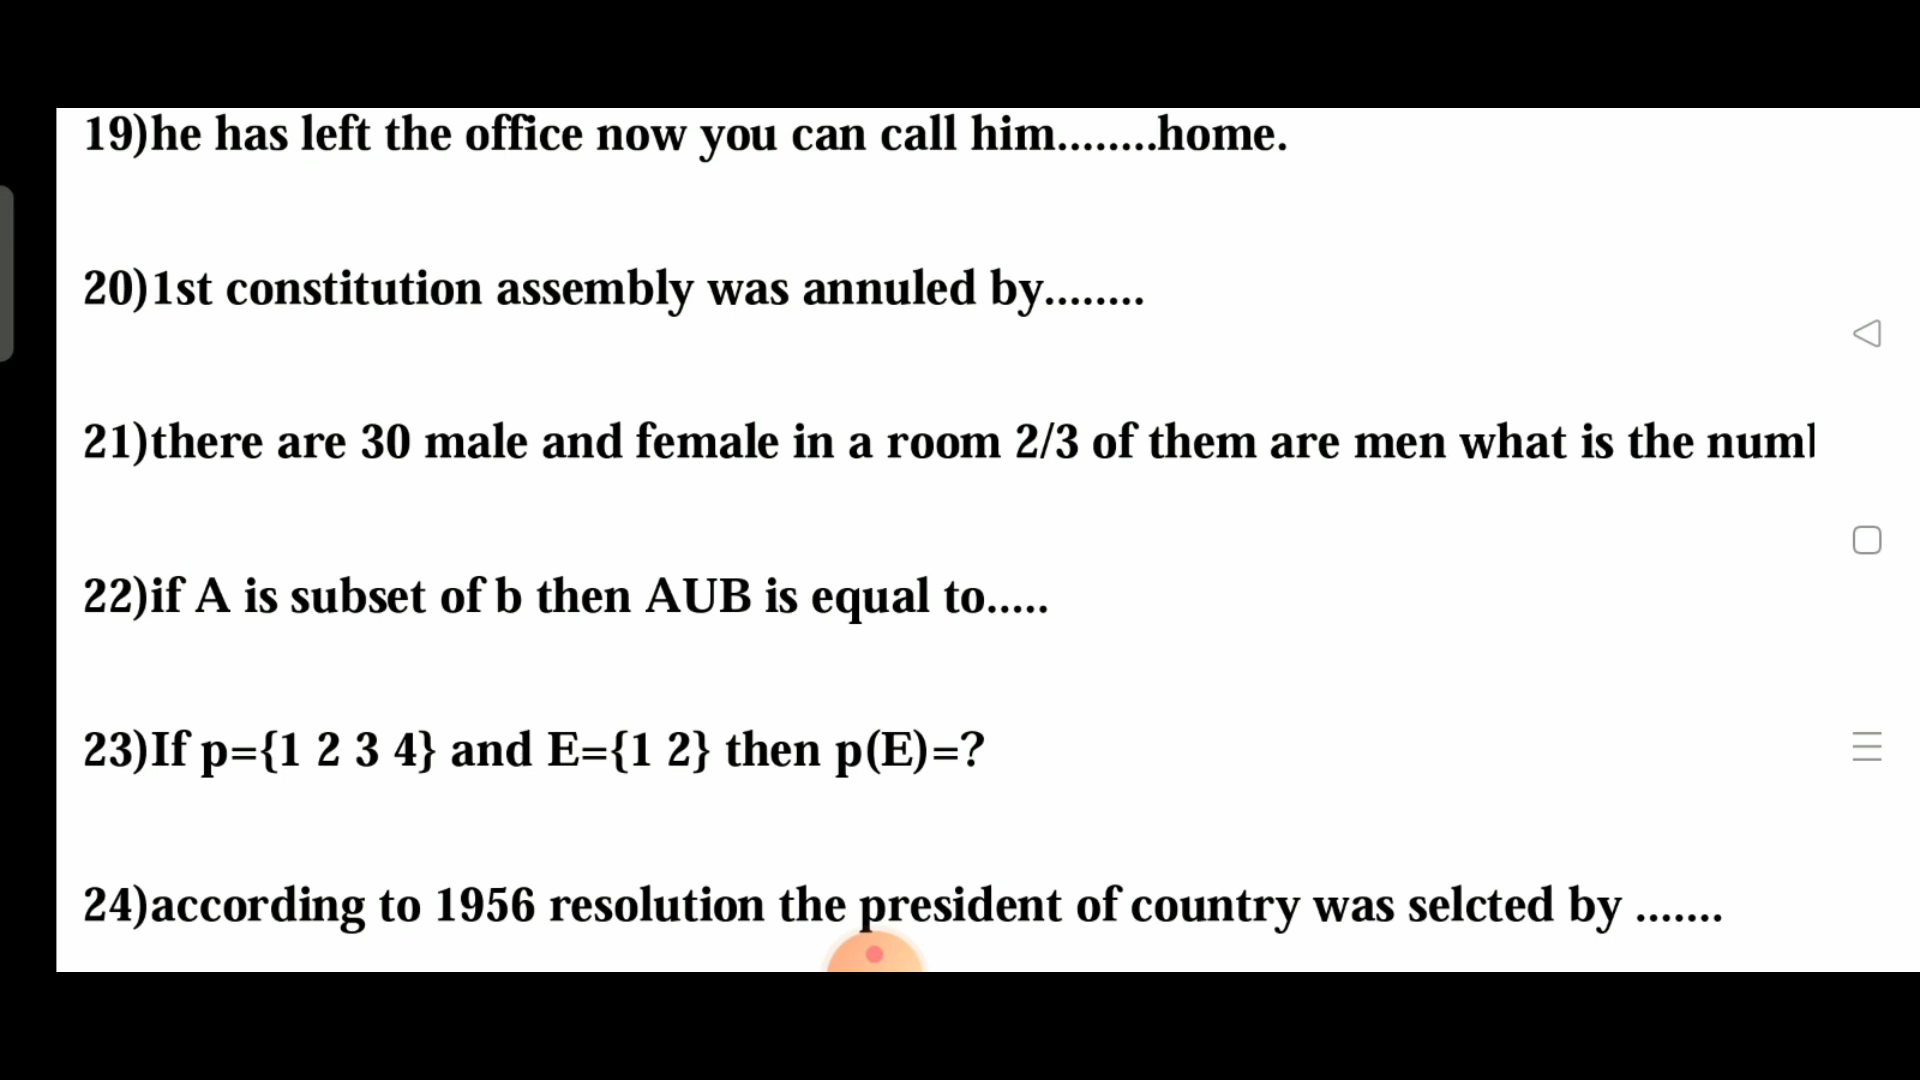 19)he has left the office now you can call him........home.
20)1st constitution assembly was annuled by........
21)there are 30 male and female in a room 2/3 of them are men what is the
22)if A is subset of b then AUB is equal to.....
23)If p={1 2 3 4} and E={1 2} then p(E)=?
24)according to 1956 resolution the president of country was selcted by .......